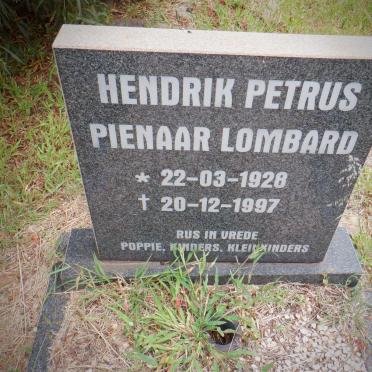 HENDRIK PETRUS
PIENAAR LOMBARD
* 22-03-1928
† 20-12-1997
RUS IN VREDE
POPPIE, KINDERS, KLEINKINDERS